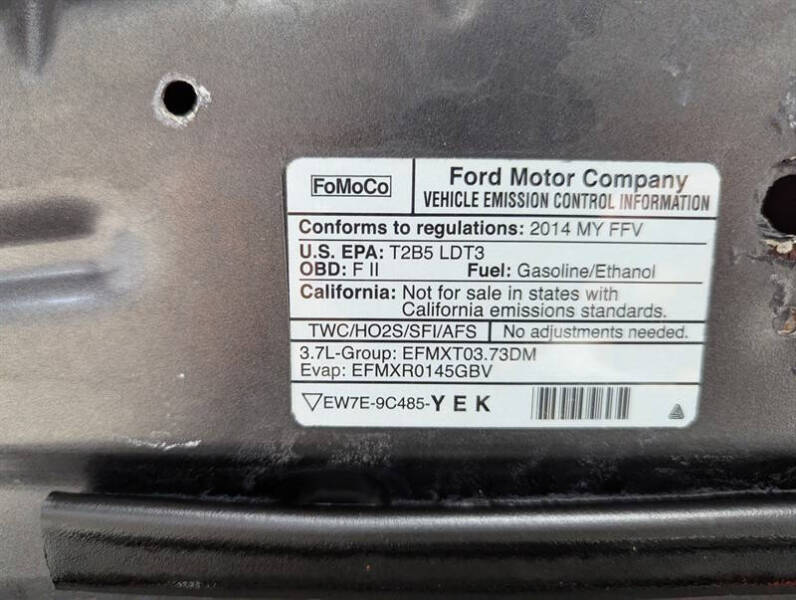 FoMoCo
Ford Motor Company
VEHICLE EMISSION CONTROL INFORMATION
Conforms to regulations: 2014 MY FFV
U.S. EPA: T2B5 LDT3
OBD: F II Fuel: Gasoline/Ethanol
California: Not for sale in states with
California emissions standards.
TWC/HO2S/SFI/AFS No adjustments needed.
3.7L-Group: EFMXT03.73DM
Evap: EFMXR0145GBV
EW7E-9C485-Y E K